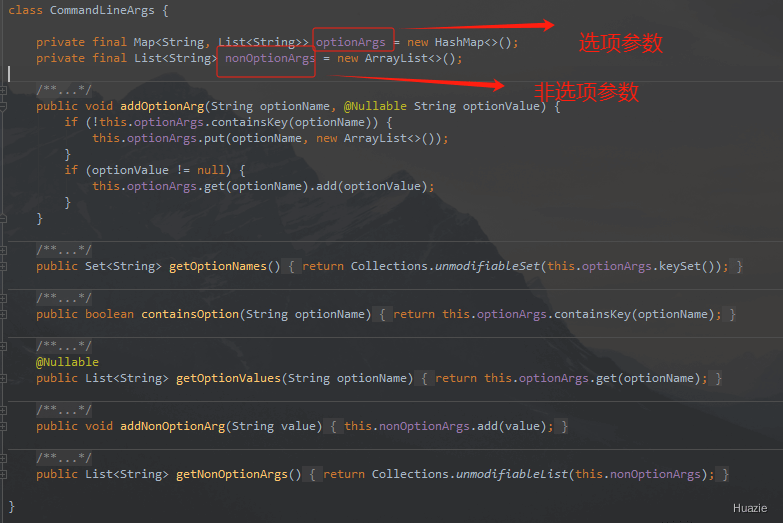 class CommandLineArgs {
private final Map<String, List<String>> optionArgs = new HashMap<>();
选项参数
private final List<String> nonOptionArgs = new ArrayList<>();
非选项参数
/**...*/
public void addOptionArg(String optionName, @Nullable String optionValue) {
if (!this.optionArgs.containsKey(optionName)) {
this.optionArgs.put(optionName, new ArrayList<>());
}
if (optionValue != null) {
this.optionArgs.get(optionName).add(optionValue);
}
}
/**...*/
public Set<String> getOptionNames() { return Collections.unmodifiableSet(this.optionArgs.keySet()); }
/**...*/
public boolean containsOption(String optionName) { return this.optionArgs.containsKey(optionName); }
/**...*/
@Nullable
public List<String> getOptionValues(String optionName) { return this.optionArgs.get(optionName); }
/**...*/
public void addNonOptionArg(String value) { this.nonOptionArgs.add(value); }
/**...*/
public List<String> getNonOptionArgs() { return Collections.unmodifiableList(this.nonOptionArgs); }
}
Huazie